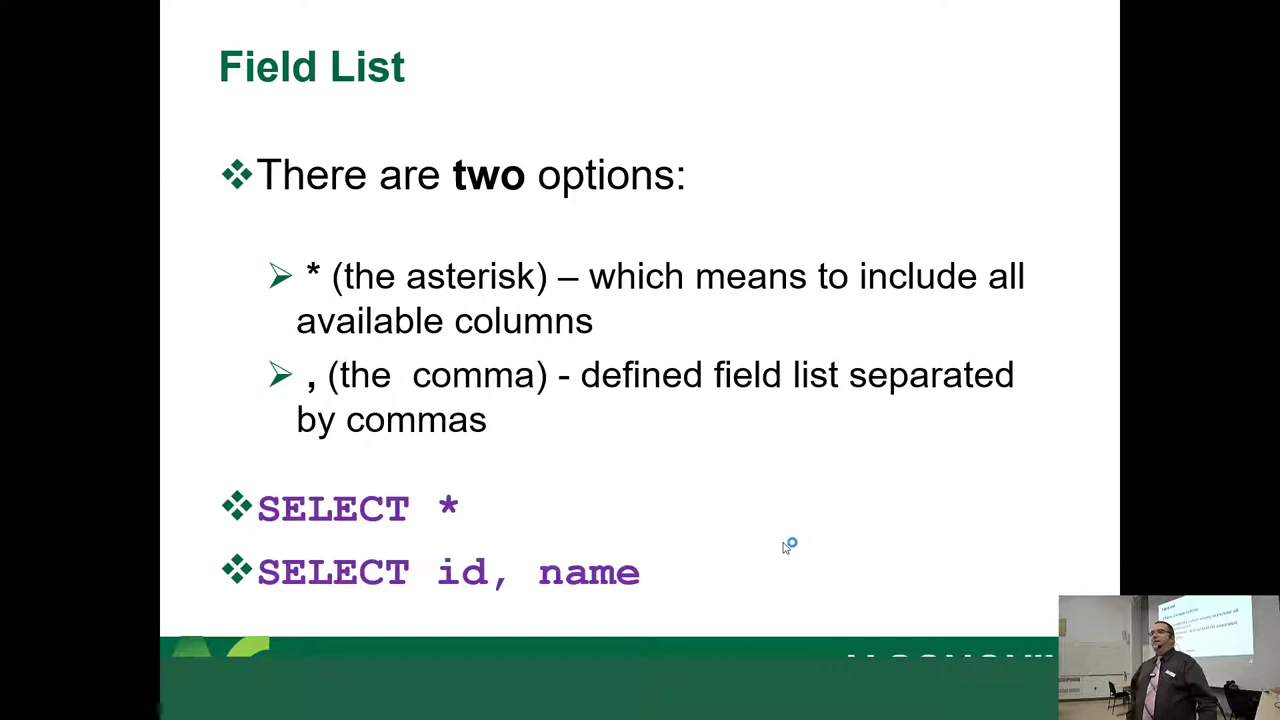 Field List
❖There are two options:
➢ * (the asterisk) – which means to include all
available columns
➢ , (the comma) - defined field list separated
by commas
❖SELECT *
❖SELECT id, name